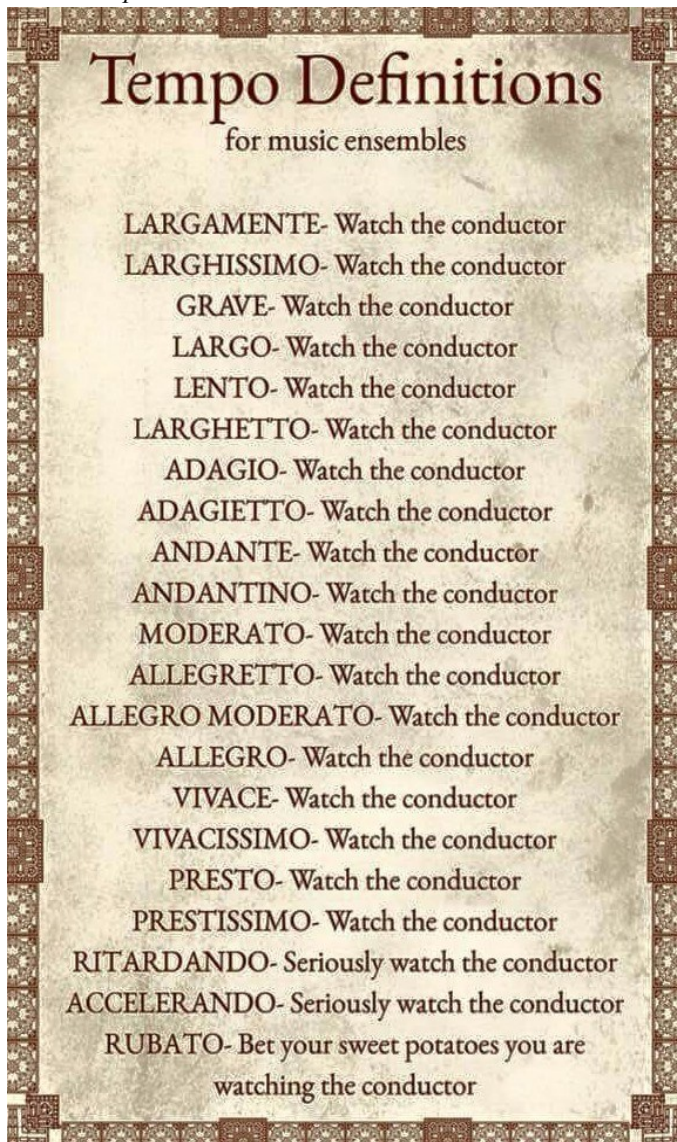 Tempo Definitions
for music ensembles
LARGAMENTE- Watch the conductor
LARGHISSIMO- Watch the conductor
GRAVE- Watch the conductor
LARGO- Watch the conductor
LENTO- Watch the conductor
LARGHETTO- Watch the conductor
ADAGIO- Watch the conductor
ADAGIETTO- Watch the conductor
ANDANTE- Watch the conductor
ANDANTINO- Watch the conductor
MODERATO- Watch the conductor
ALLEGRETTO- Watch the conductor
ALLEGRO MODERATO- Watch the conductor
ALLEGRO- Watch the conductor
VIVACE- Watch the conductor
VIVACISSIMO- Watch the conductor
PRESTO- Watch the conductor
PRESTISSIMO- Watch the conductor
RITARDANDO- Seriously watch the conductor
ACCELERANDO- Seriously watch the conductor
RUBATO- Bet your sweet potatoes you are
watching the conductor